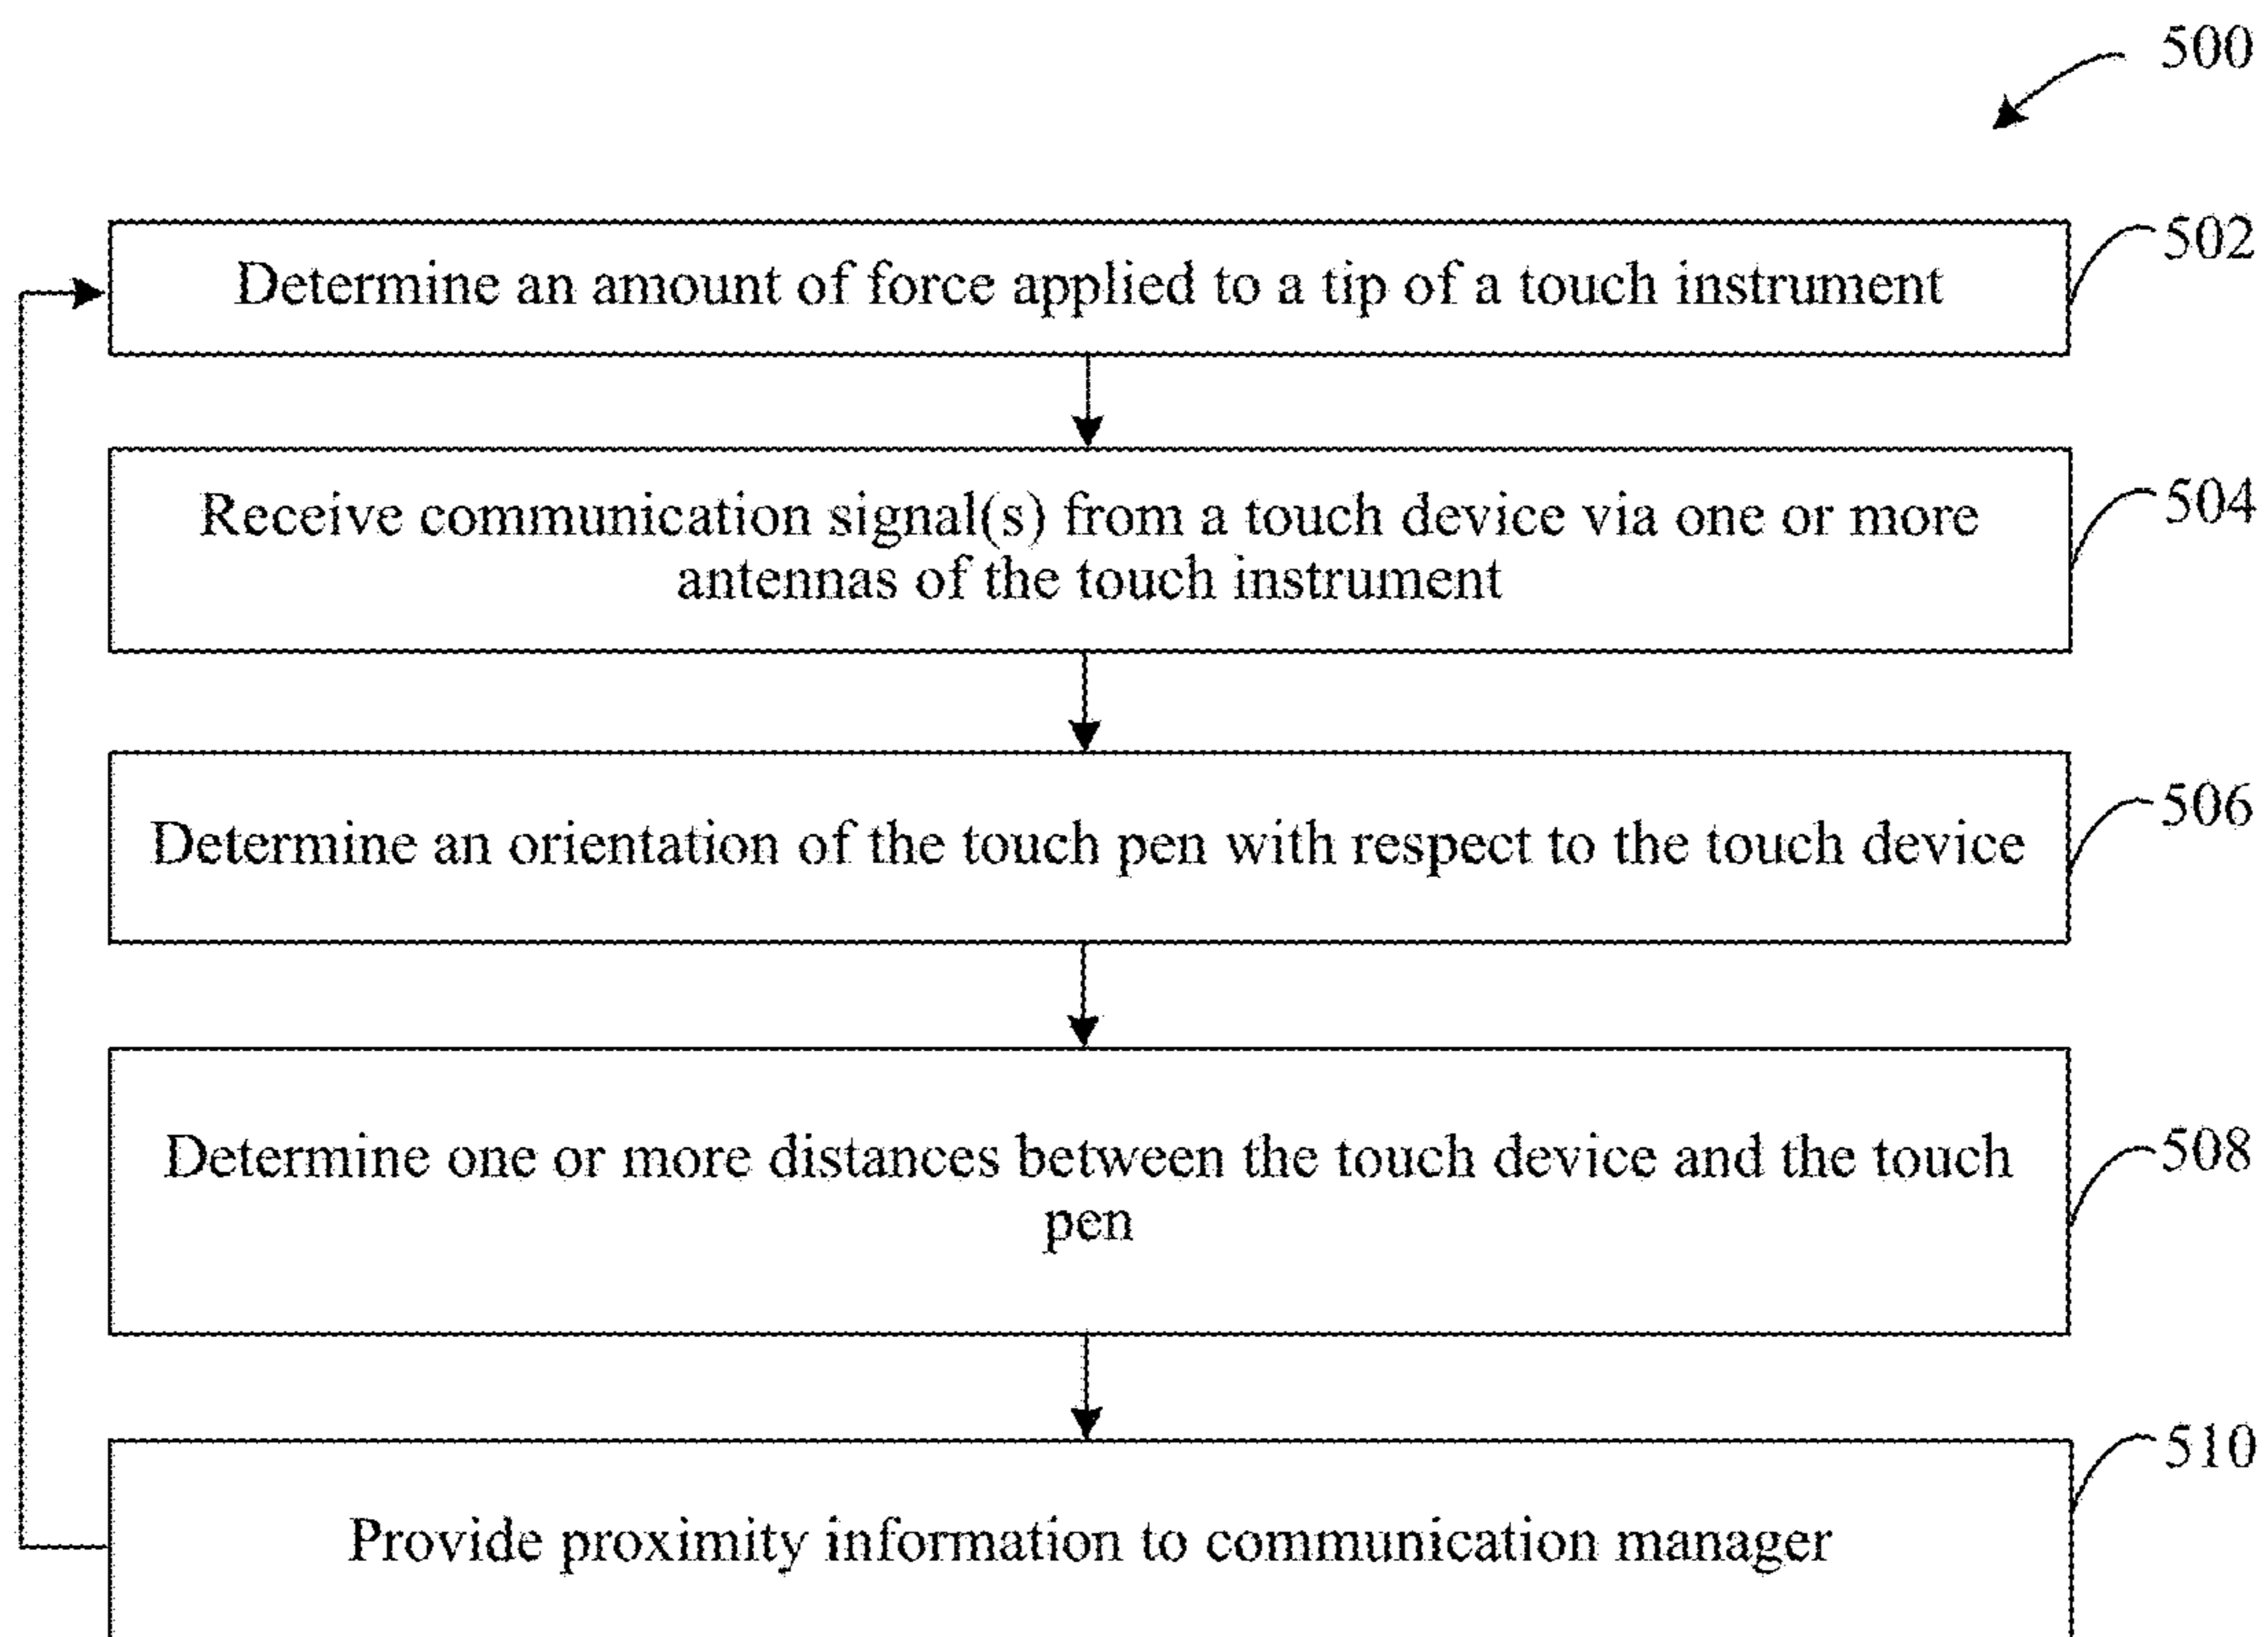 500
Determine an amount of force applied to a tip of a touch instrument
502
Receive communication signal(s) from a touch device via one or more
antennas of the touch instrument
504
Determine an orientation of the touch pen with respect to the touch device
506
Determine one or more distances between the touch device and the touch
pen
508
Provide proximity information to communication manager
510